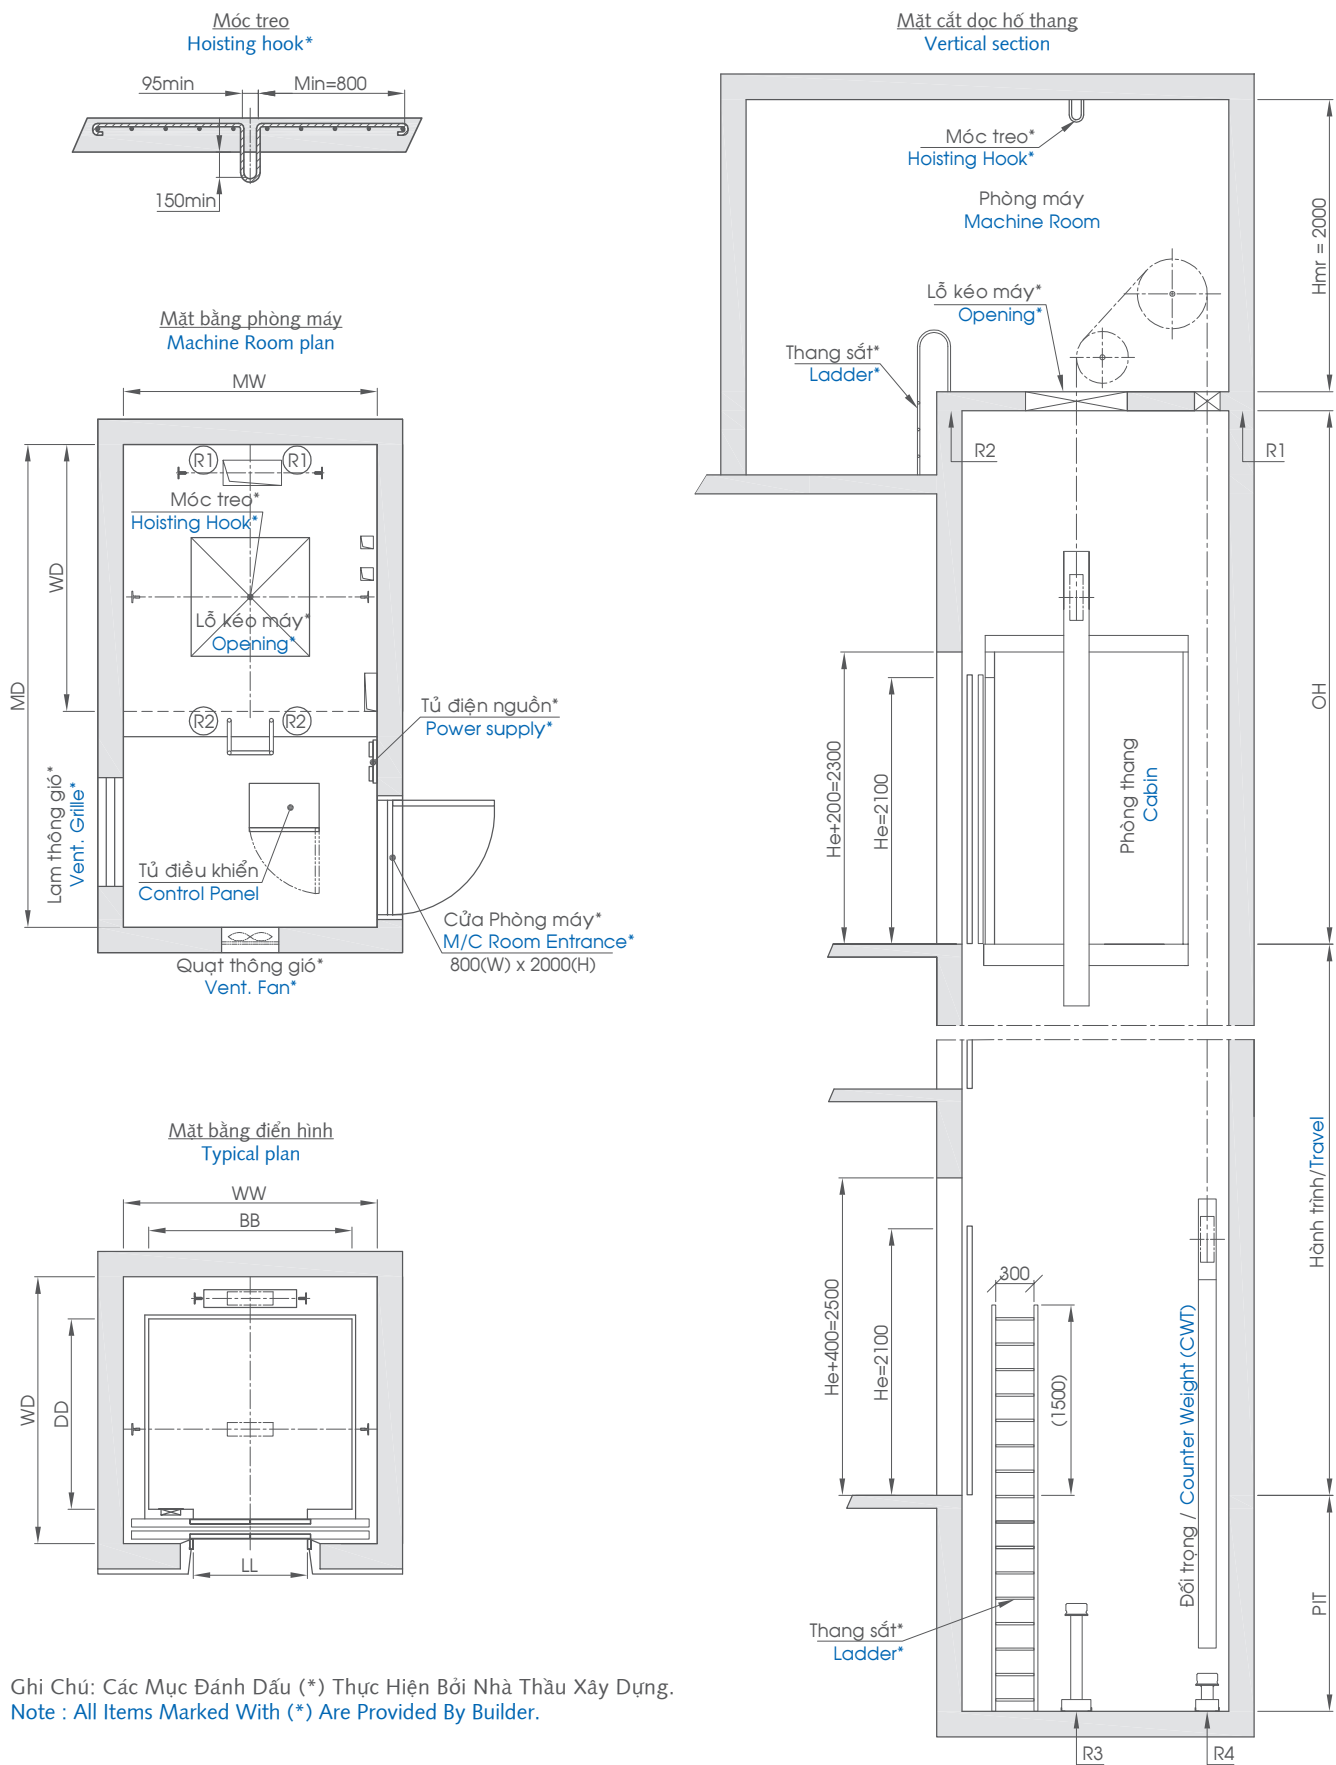 Móc treo
Hoisting hook*
95min
Min=800
150min
Mặt bằng phòng máy
Machine Room plan
MW
R1
R1
Móc treo*
Hoisting Hook*
WD
MD
Lỗ kéo máy*
Opening*
R2
R2
Tủ điện nguồn*
Power supply*
Lam thông gió*
Vent. Grille*
Tủ điều khiển
Control Panel
Cửa Phòng máy*
M/C Room Entrance*
800(W) x 2000(H)
Quạt thông gió*
Vent. Fan*
Mặt bằng điển hình
Typical plan
WW
BB
WD
DD
LL
Mặt cắt dọc hố thang
Vertical section
Móc treo*
Hoisting Hook*
Phòng máy
Machine Room
Hmr = 2000
Lỗ kéo máy*
Opening*
Thang sắt*
Ladder*
R2
R1
OH
He+200=2300
He=2100
Phòng thang
Cabin
Hành trình/Travel
He+400=2500
He=2100
300
(1500)
Đối trọng / Counter Weight (CWT)
PIT
Thang sắt*
Ladder*
R3
R4
Ghi Chú: Các Mục Đánh Dấu (*) Thực Hiện Bởi Nhà Thầu Xây Dựng.
Note : All Items Marked With (*) Are Provided By Builder.